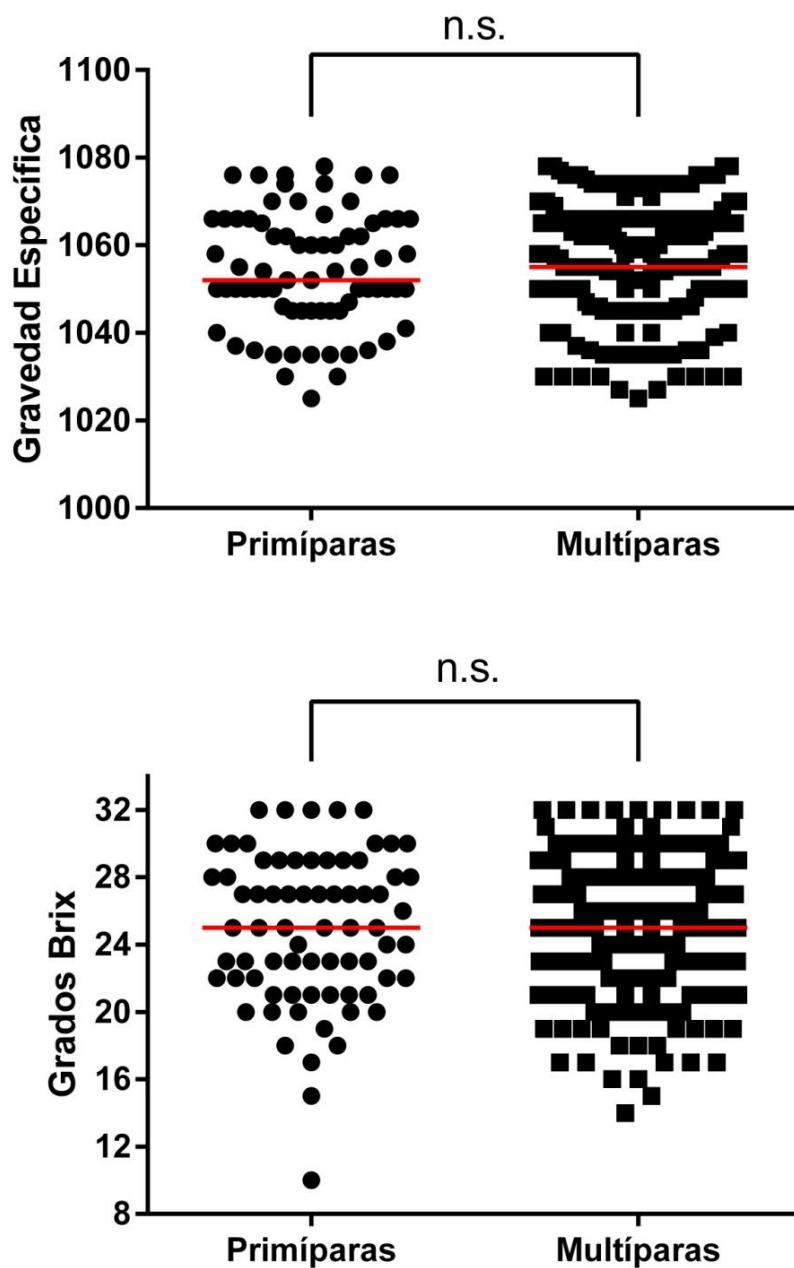 n.s.
Gravedad Específica
1100
1080
1060
1040
1020
1000
Primíparas Multíparas
n.s.
Grados Brix
32
28
24
20
16
12
8
Primíparas Multíparas